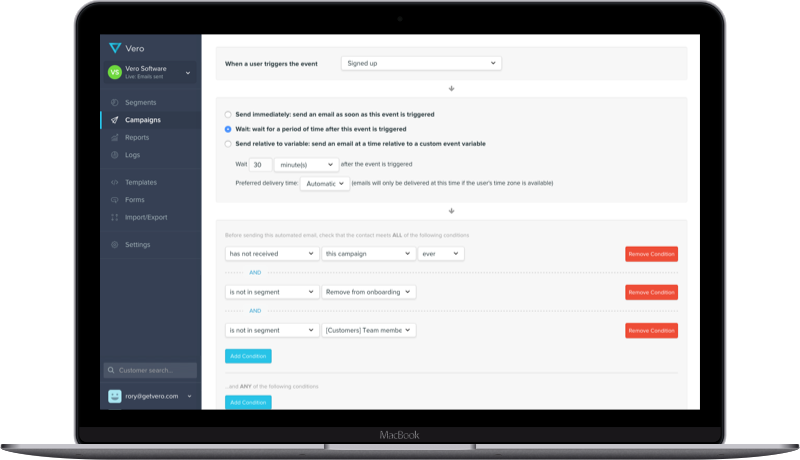 Vero
VS
Vero Software
Live: Emails sent
Segments
Campaigns
Reports
Logs
Templates
Forms
Import/Export
Settings
Customer search...
rory@getvero.com
When a user triggers the event
Signed up
Send immediately: send an email as soon as this event is triggered
Wait: wait for a period of time after this event is triggered
Send relative to variable: send an email at a time relative to a custom event variable
Wait 30 minute(s) after the event is triggered
Preferred delivery time: Automatic (emails will only be delivered at this time if the user's time zone is available)
Before sending this automated email, check that the contact meets ALL of the following conditions
has not received this campaign ever Remove Condition
AND
is not in segment Remove from onboarding Remove Condition
AND
is not in segment [Customers] Team membe Remove Condition
Add Condition
...and ANY of the following conditions
Add Condition
MacBook